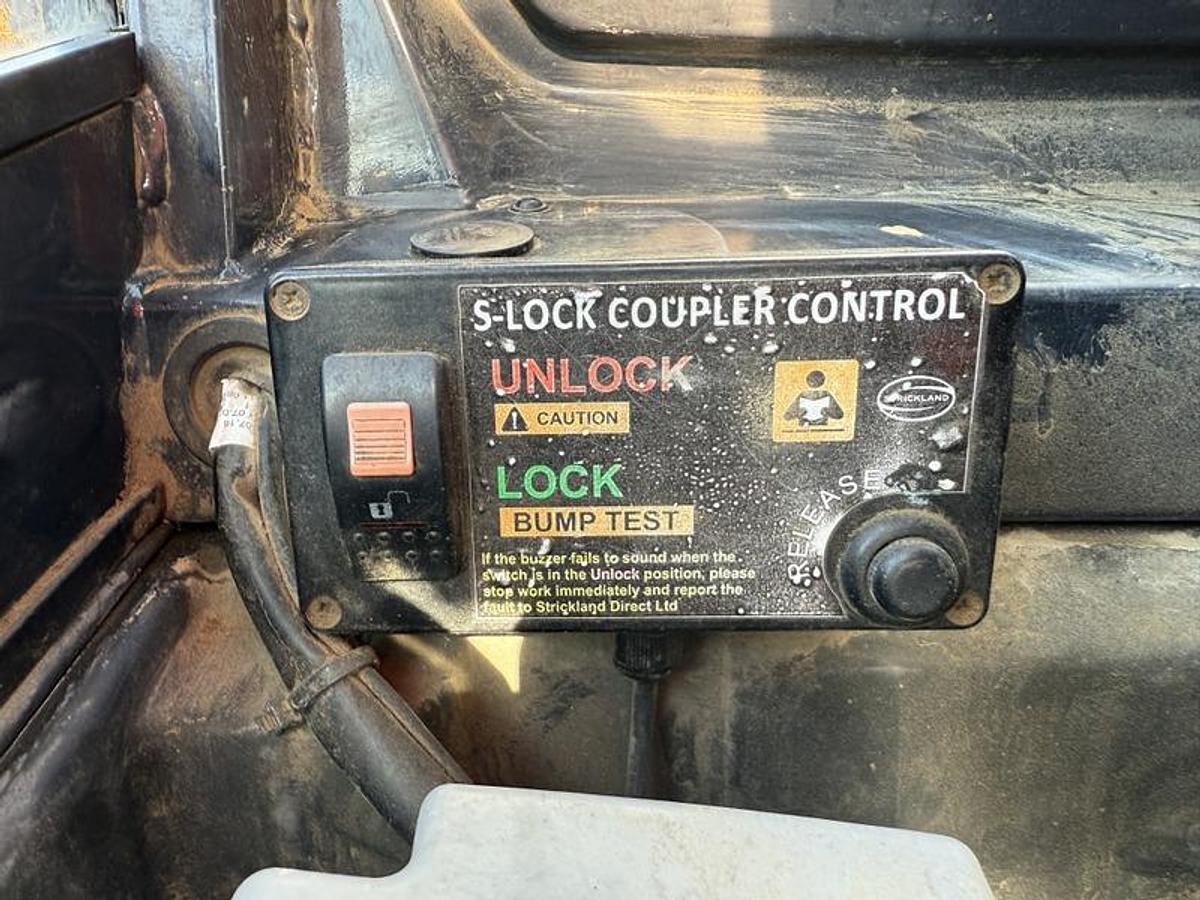 S-LOCK COUPLER CONTROL
UNLOCK
CAUTION
STRICKLAND
LOCK
BUMP TEST
RELEASE
If the buzzer fails to sound when the
switch is in the Unlock position, please
stop work immediately and report the
fault to Strickland Direct Ltd